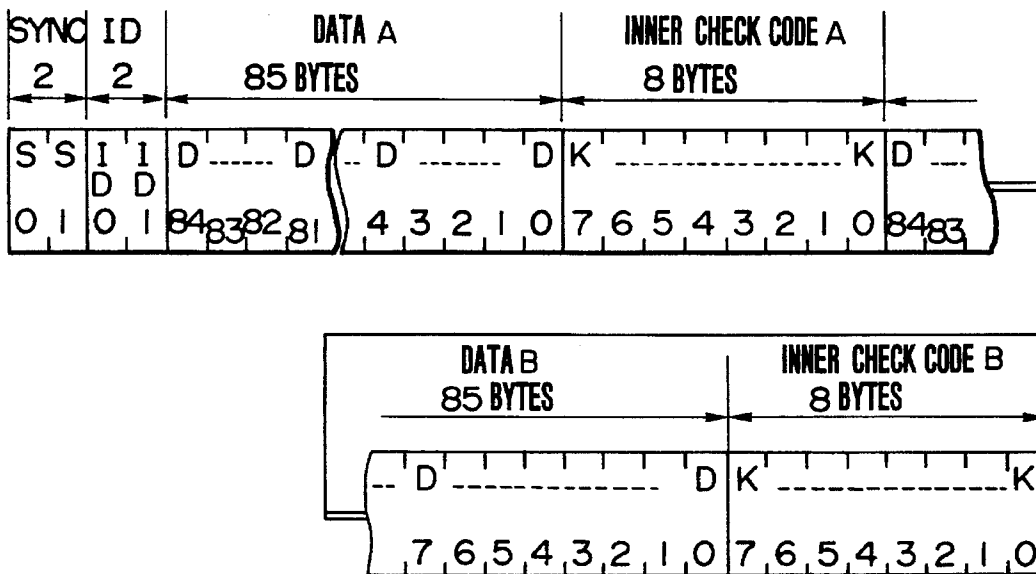 SYNC ID DATA A INNER CHECK CODE A
2 2 85 BYTES 8 BYTES
S S I I D ...... D .. D ....... D K ................ K D ....
D D
0 1 0 1 84 83 82 81 4 3 2 1 0 7 6 5 4 3 2 1 0 84 83
DATA B INNER CHECK CODE B
85 BYTES 8 BYTES
.. D ................ D K ................ K
7 6 5 4 3 2 1 0 7 6 5 4 3 2 1 0